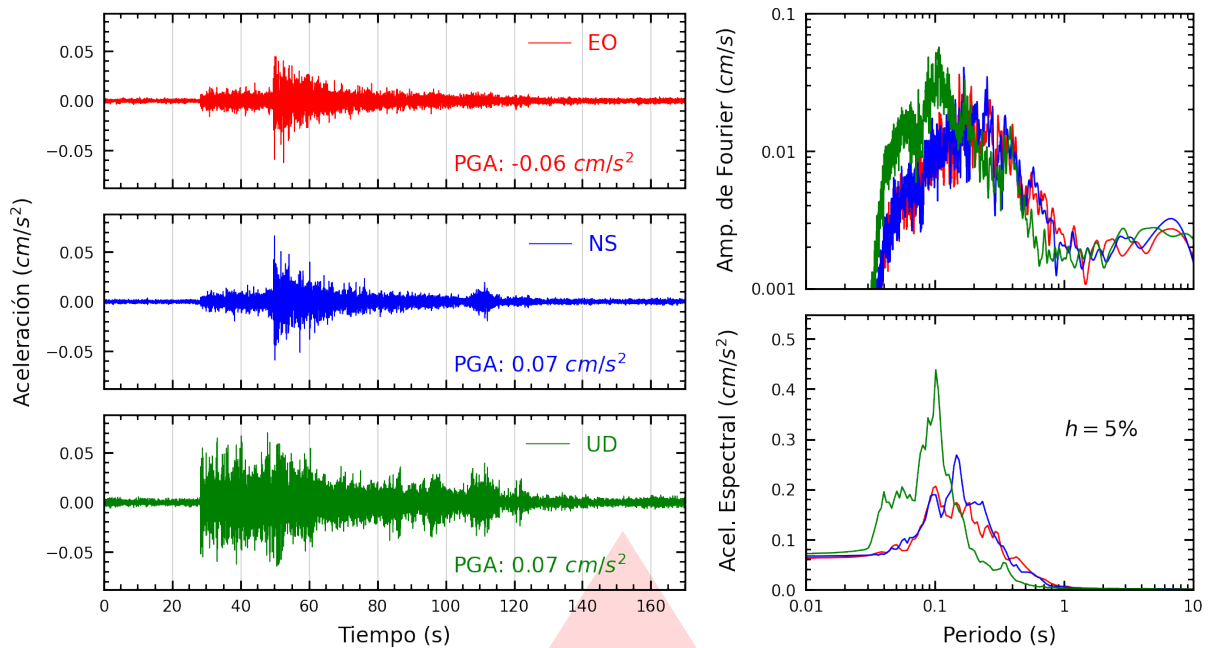 Aceleración (cm/s²)
0.05
0.00
−0.05
EO
PGA: -0.06 cm/s²
0.05
0.00
−0.05
NS
PGA: 0.07 cm/s²
0.05
0.00
−0.05
UD
PGA: 0.07 cm/s²
0 20 40 60 80 100 120 140 160
Tiempo (s)
Amp. de Fourier (cm/s)
0.1
0.01
0.001
Acel. Espectral (cm/s²)
0.5
0.4
0.3
0.2
0.1
0.0
h = 5%
0.01 0.1 1 10
Periodo (s)